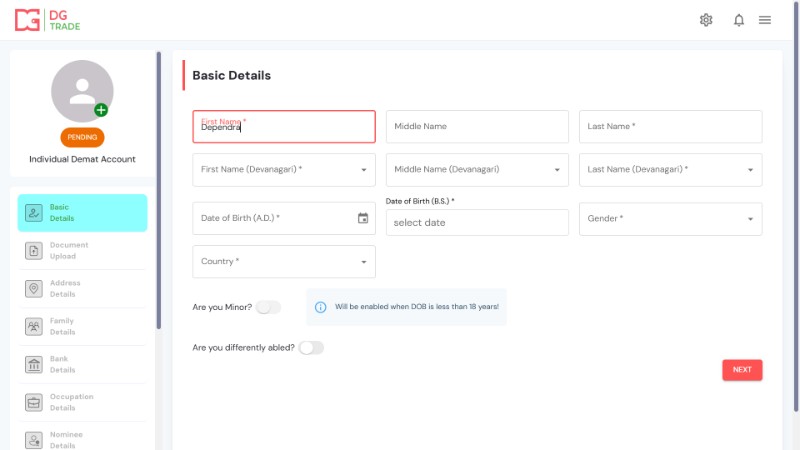 DG
TRADE
PENDING
Individual Demat Account
Basic
Details
Document
Upload
Address
Details
Family
Details
Bank
Details
Occupation
Details
Nominee
Details
Basic Details
First Name *
Dependra
Middle Name
Last Name *
First Name (Devanagari) *
Middle Name (Devanagari)
Last Name (Devanagari) *
Date of Birth (A.D.) *
Date of Birth (B.S.) *
select date
Gender *
Country *
Are you Minor?
Will be enabled when DOB is less than 18 years!
Are you differently abled?
NEXT